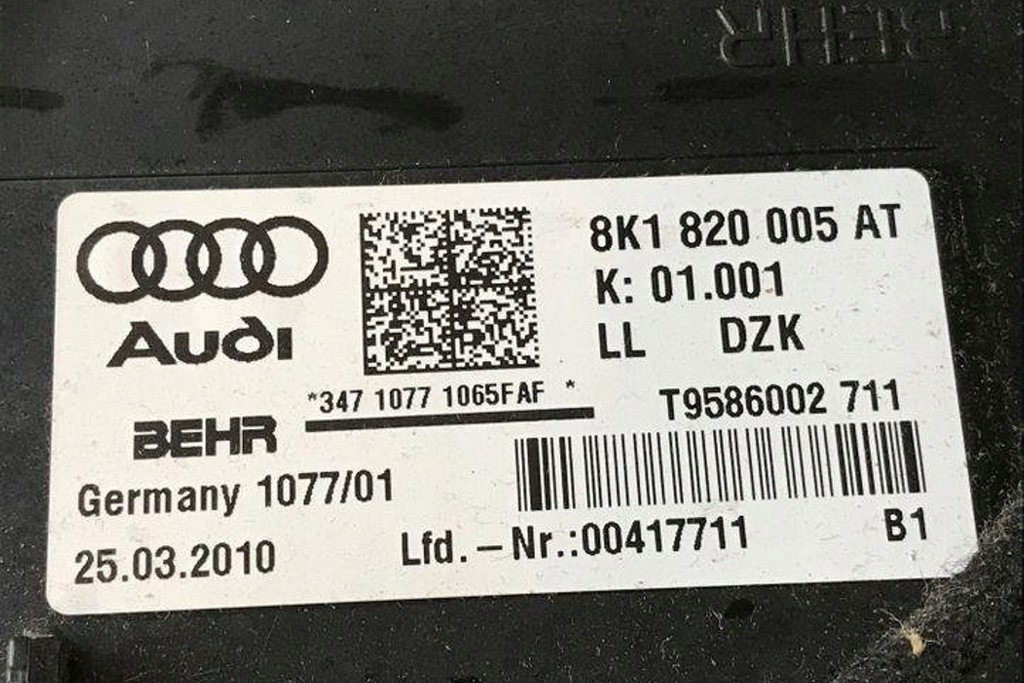 BEHR
Audi
8K1 820 005 AT
K: 01.001
LL DZK
*347 1077 1065FAF *
T9586002 711
BEHR
Germany 1077/01
25.03.2010
Lfd. – Nr.:00417711
B1